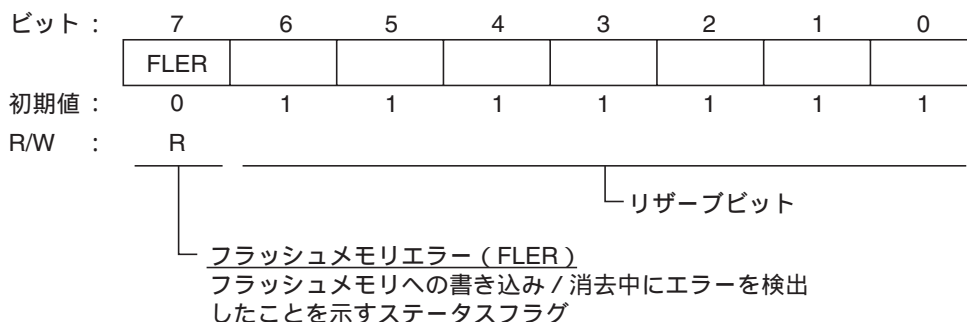 ビット : 7 6 5 4 3 2 1 0
FLER
初期値 : 0 1 1 1 1 1 1 1
R/W : R
リザーブビット
フラッシュメモリエラー ( FLER )
フラッシュメモリへの書き込み / 消去中にエラーを検出
したことを示すステータスフラグ